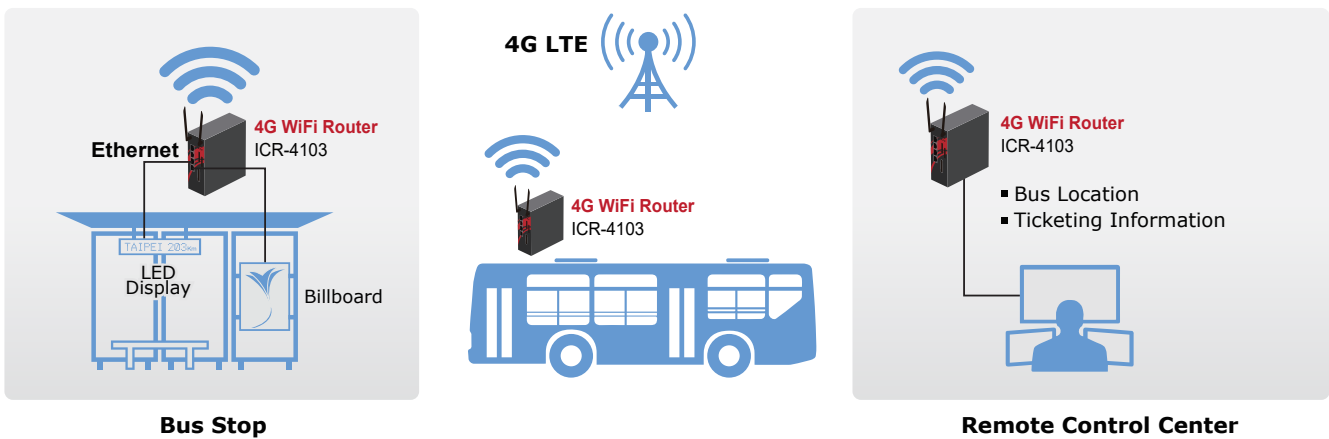 Ethernet
4G WiFi Router
ICR-4103
TAIPEI 203Km
LED
Display
Billboard
Bus Stop
4G LTE
4G WiFi Router
ICR-4103
4G WiFi Router
ICR-4103
▪ Bus Location
▪ Ticketing Information
Remote Control Center